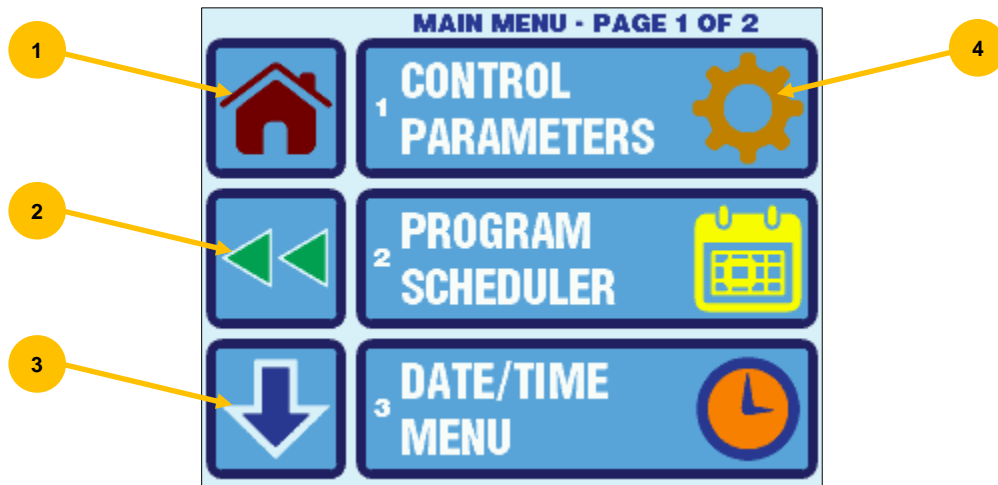 MAIN MENU - PAGE 1 OF 2
1
4
1 CONTROL
PARAMETERS
2
2 PROGRAM
SCHEDULER
3
3 DATE/TIME
MENU